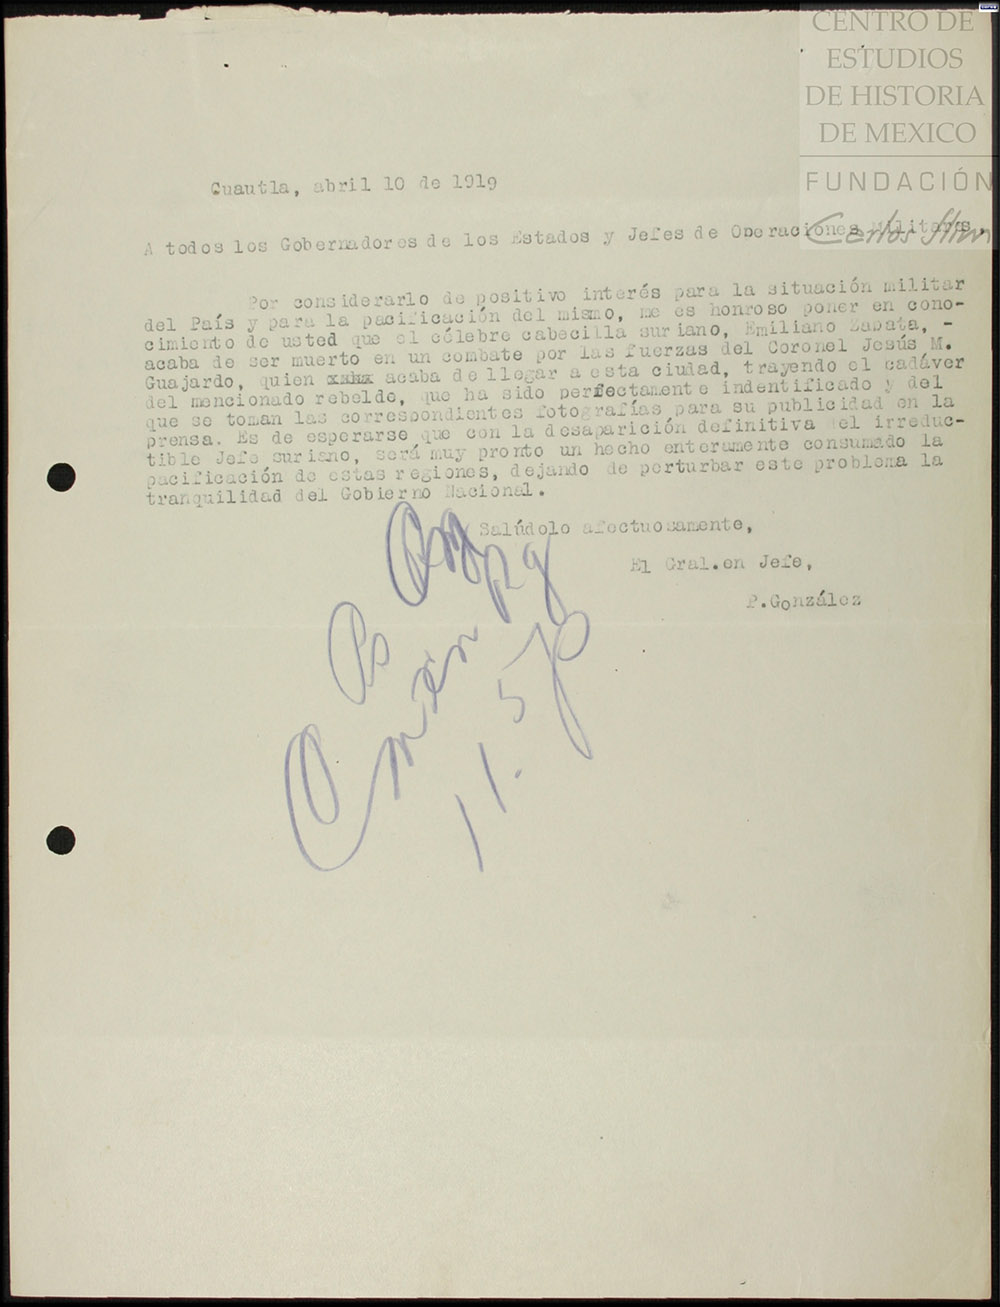 CENTRO DE
ESTUDIOS
DE HISTORIA
DE MEXICO
FUNDACIÓN
Carlos Slim
Cuautla, abril 10 de 1919
A todos los Gobernadores de los Estados y Jefes de Operaciones Militares.
Por considerarlo de positivo interés para la situación militar
del País y para la pacificación del mismo, me es honroso poner en cono-
cimiento de usted que el célebre cabecilla suriano, Emiliano Zapata, -
acaba de ser muerto en un combate por las fuerzas del Coronel Jesús M.
Guajardo, quien xxxx acaba de llegar a esta ciudad, trayendo el cadáver
del mencionado rebelde, que ha sido perfectamente indentificado y del
que se toman las correspondientes fotografías para su publicidad en la
prensa. Es de esperarse que con la desaparición definitiva del irreduc-
tible Jefe suriano, será muy pronto un hecho enteramente consumado la
pacificación de estas regiones, dejando de perturbar este problema la
tranquilidad del Gobierno Nacional.
Salúdolo afectuosamente,
El Gral. en Jefe,
P. González
11.5